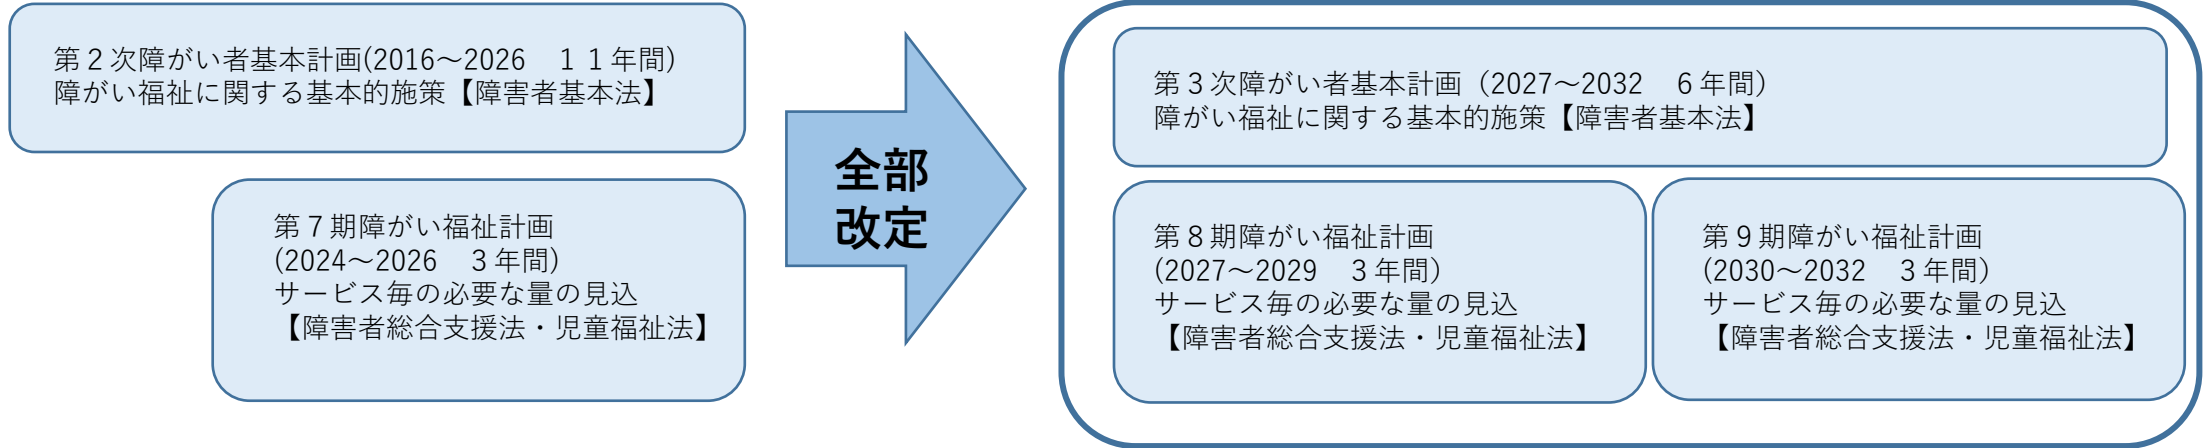 第２次障がい者基本計画(2016～2026　１１年間)
障がい福祉に関する基本的施策【障害者基本法】
第７期障がい福祉計画
(2024～2026　３年間)
サービス毎の必要な量の見込
【障害者総合支援法・児童福祉法】
全部
改定
第３次障がい者基本計画（2027～2032　６年間）
障がい福祉に関する基本的施策【障害者基本法】
第８期障がい福祉計画
(2027～2029　３年間)
サービス毎の必要な量の見込
【障害者総合支援法・児童福祉法】
第９期障がい福祉計画
(2030～2032　３年間)
サービス毎の必要な量の見込
【障害者総合支援法・児童福祉法】